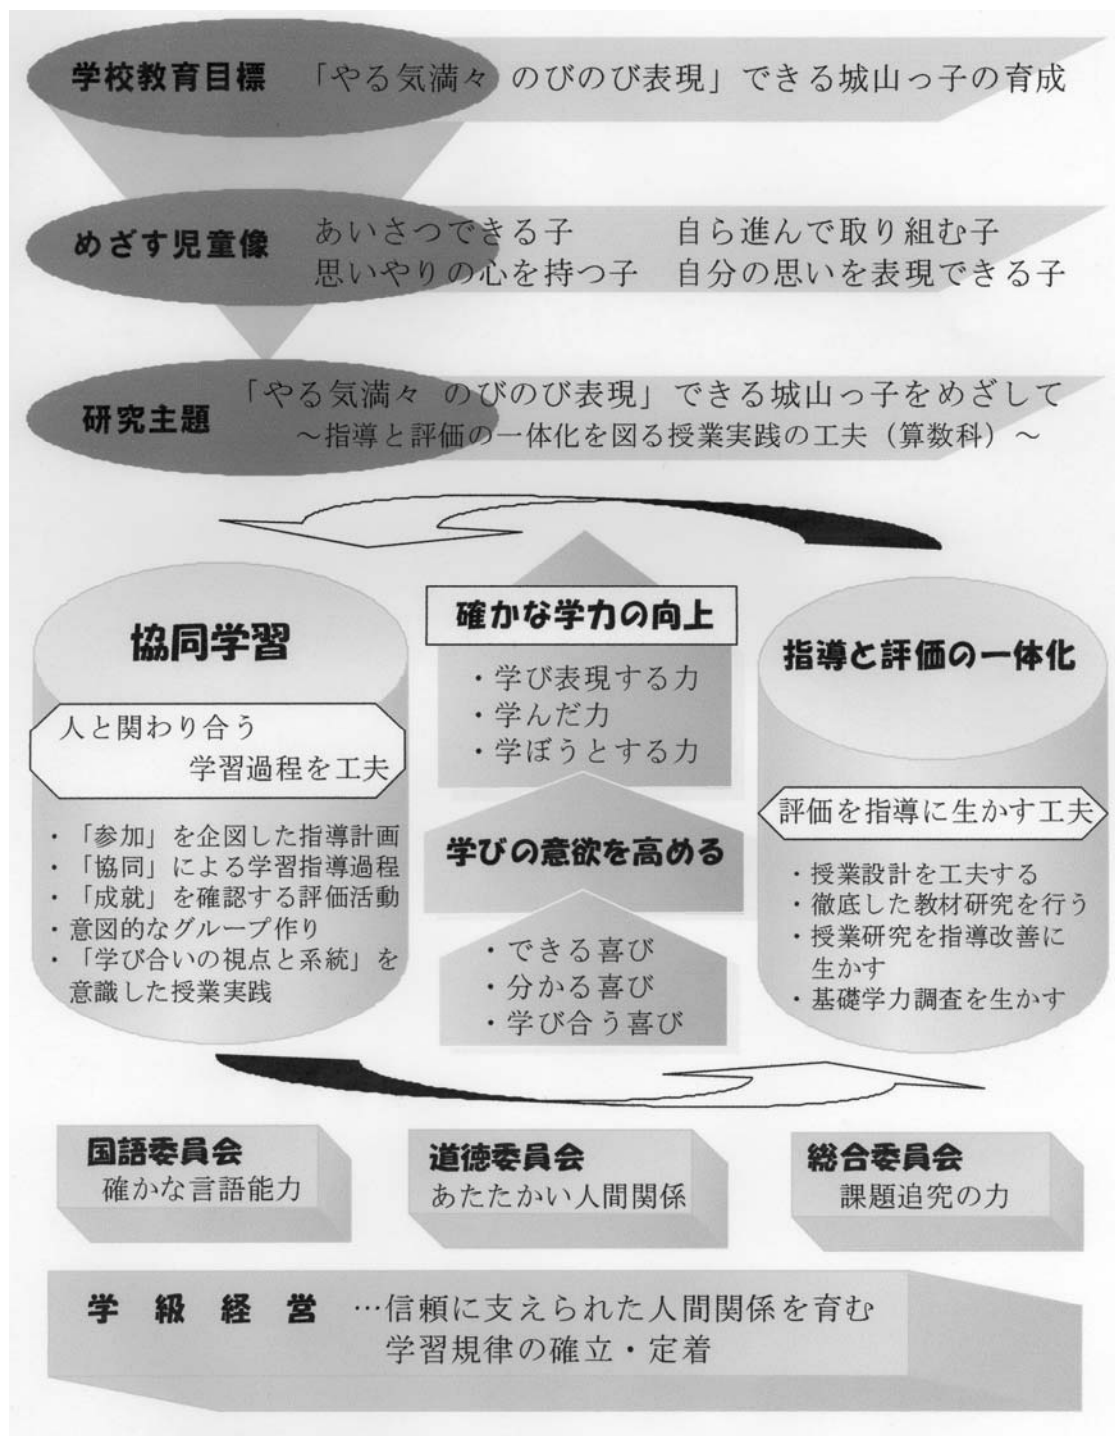 学校教育目標 「やる気満々 のびのび表現」できる城山っ子の育成
めざす児童像
あいさつできる子 自ら進んで取り組む子
思いやりの心を持つ子 自分の思いを表現できる子
研究主題
「やる気満々 のびのび表現」できる城山っ子をめざして
～指導と評価の一体化を図る授業実践の工夫（算数科）～
協同学習
人と関わり合う
学習過程を工夫
・「参加」を企図した指導計画
・「協同」による学習指導過程
・「成就」を確認する評価活動
・意図的なグループ作り
・「学び合いの視点と系統」を
意識した授業実践
確かな学力の向上
・学び表現する力
・学んだ力
・学ぼうとする力
学びの意欲を高める
・できる喜び
・分かる喜び
・学び合う喜び
指導と評価の一体化
評価を指導に生かす工夫
・授業設計を工夫する
・徹底した教材研究を行う
・授業研究を指導改善に
生かす
・基礎学力調査を生かす
国語委員会
確かな言語能力
道徳委員会
あたたかい人間関係
総合委員会
課題追究の力
学級経営 …信頼に支えられた人間関係を育む
学習規律の確立・定着